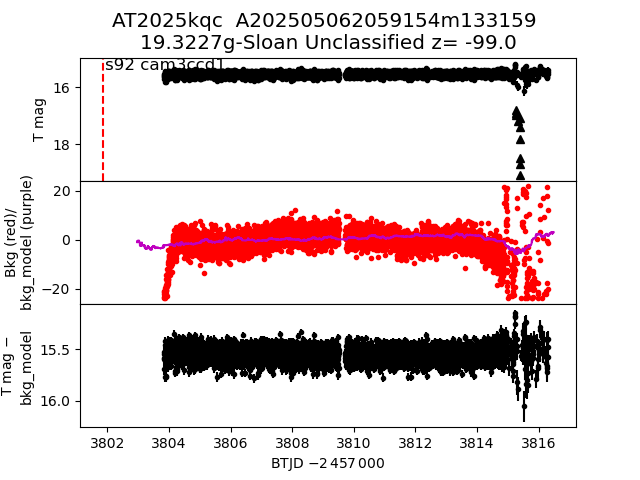 AT2025kqc A202505062059154m133159
19.3227g-Sloan Unclassified z= -99.0
s92 cam3ccd1
T mag
16
18
Bkg (red)/
bkg_model (purple)
20
0
−20
T mag −
bkg_model
15.5
16.0
3802 3804 3806 3808 3810 3812 3814 3816
BTJD −2 457 000